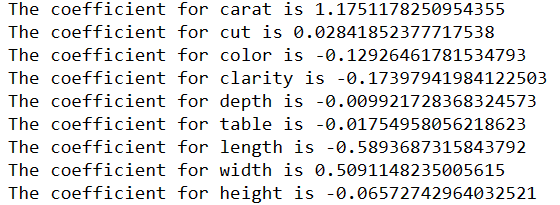 The coefficient for carat is 1.1751178250954355
The coefficient for cut is 0.02841852377717538
The coefficient for color is -0.12926461781534793
The coefficient for clarity is -0.17397941984122503
The coefficient for depth is -0.009921728368324573
The coefficient for table is -0.01754958056218623
The coefficient for length is -0.5893687315843792
The coefficient for width is 0.5091148235005615
The coefficient for height is -0.06572742964032521